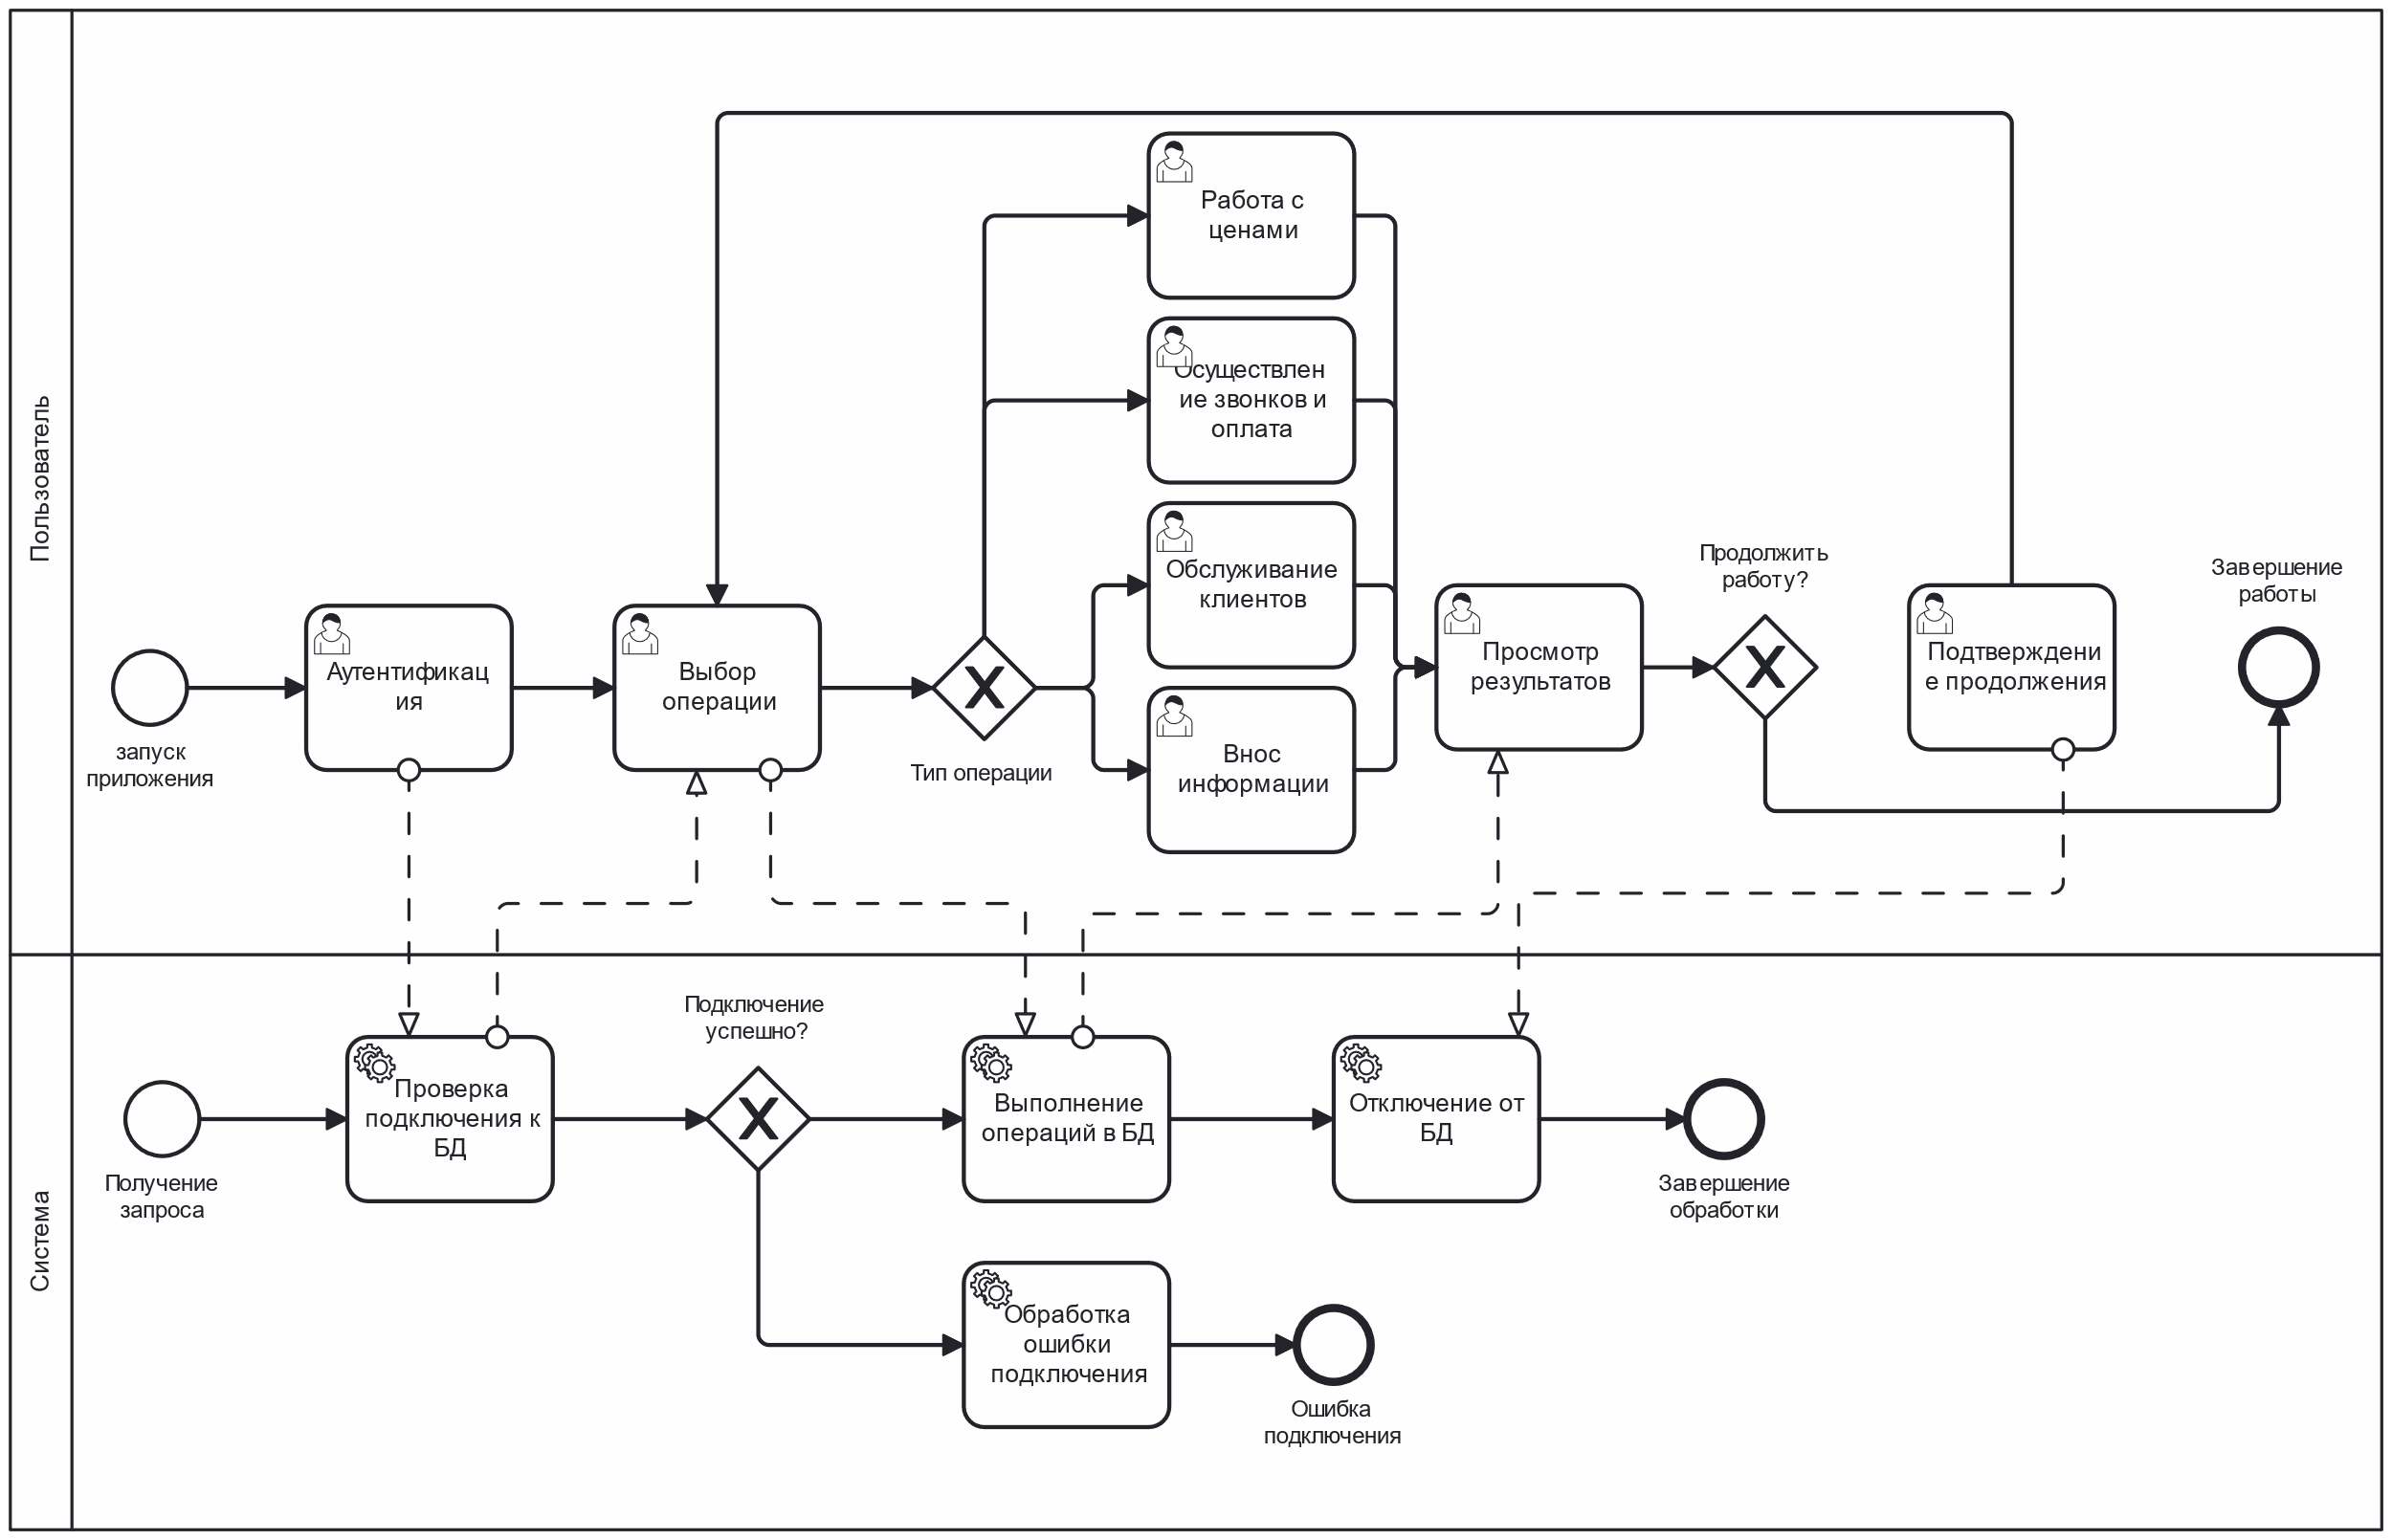 Пользователь
Работа с
ценами
Осуществлен
ие звонков и
оплата
Обслуживание
клиентов
Внос
информации
запуск
приложения
Аутентификац
ия
Выбор
операции
Тип операции
Просмотр
результатов
Продолжить
работу?
Подтверждени
е продолжения
Завершение
работы
Система
Получение
запроса
Проверка
подключения к
БД
Подключение
успешно?
Выполнение
операций в БД
Отключение от
БД
Завершение
обработки
Обработка
ошибки
подключения
Ошибка
подключения